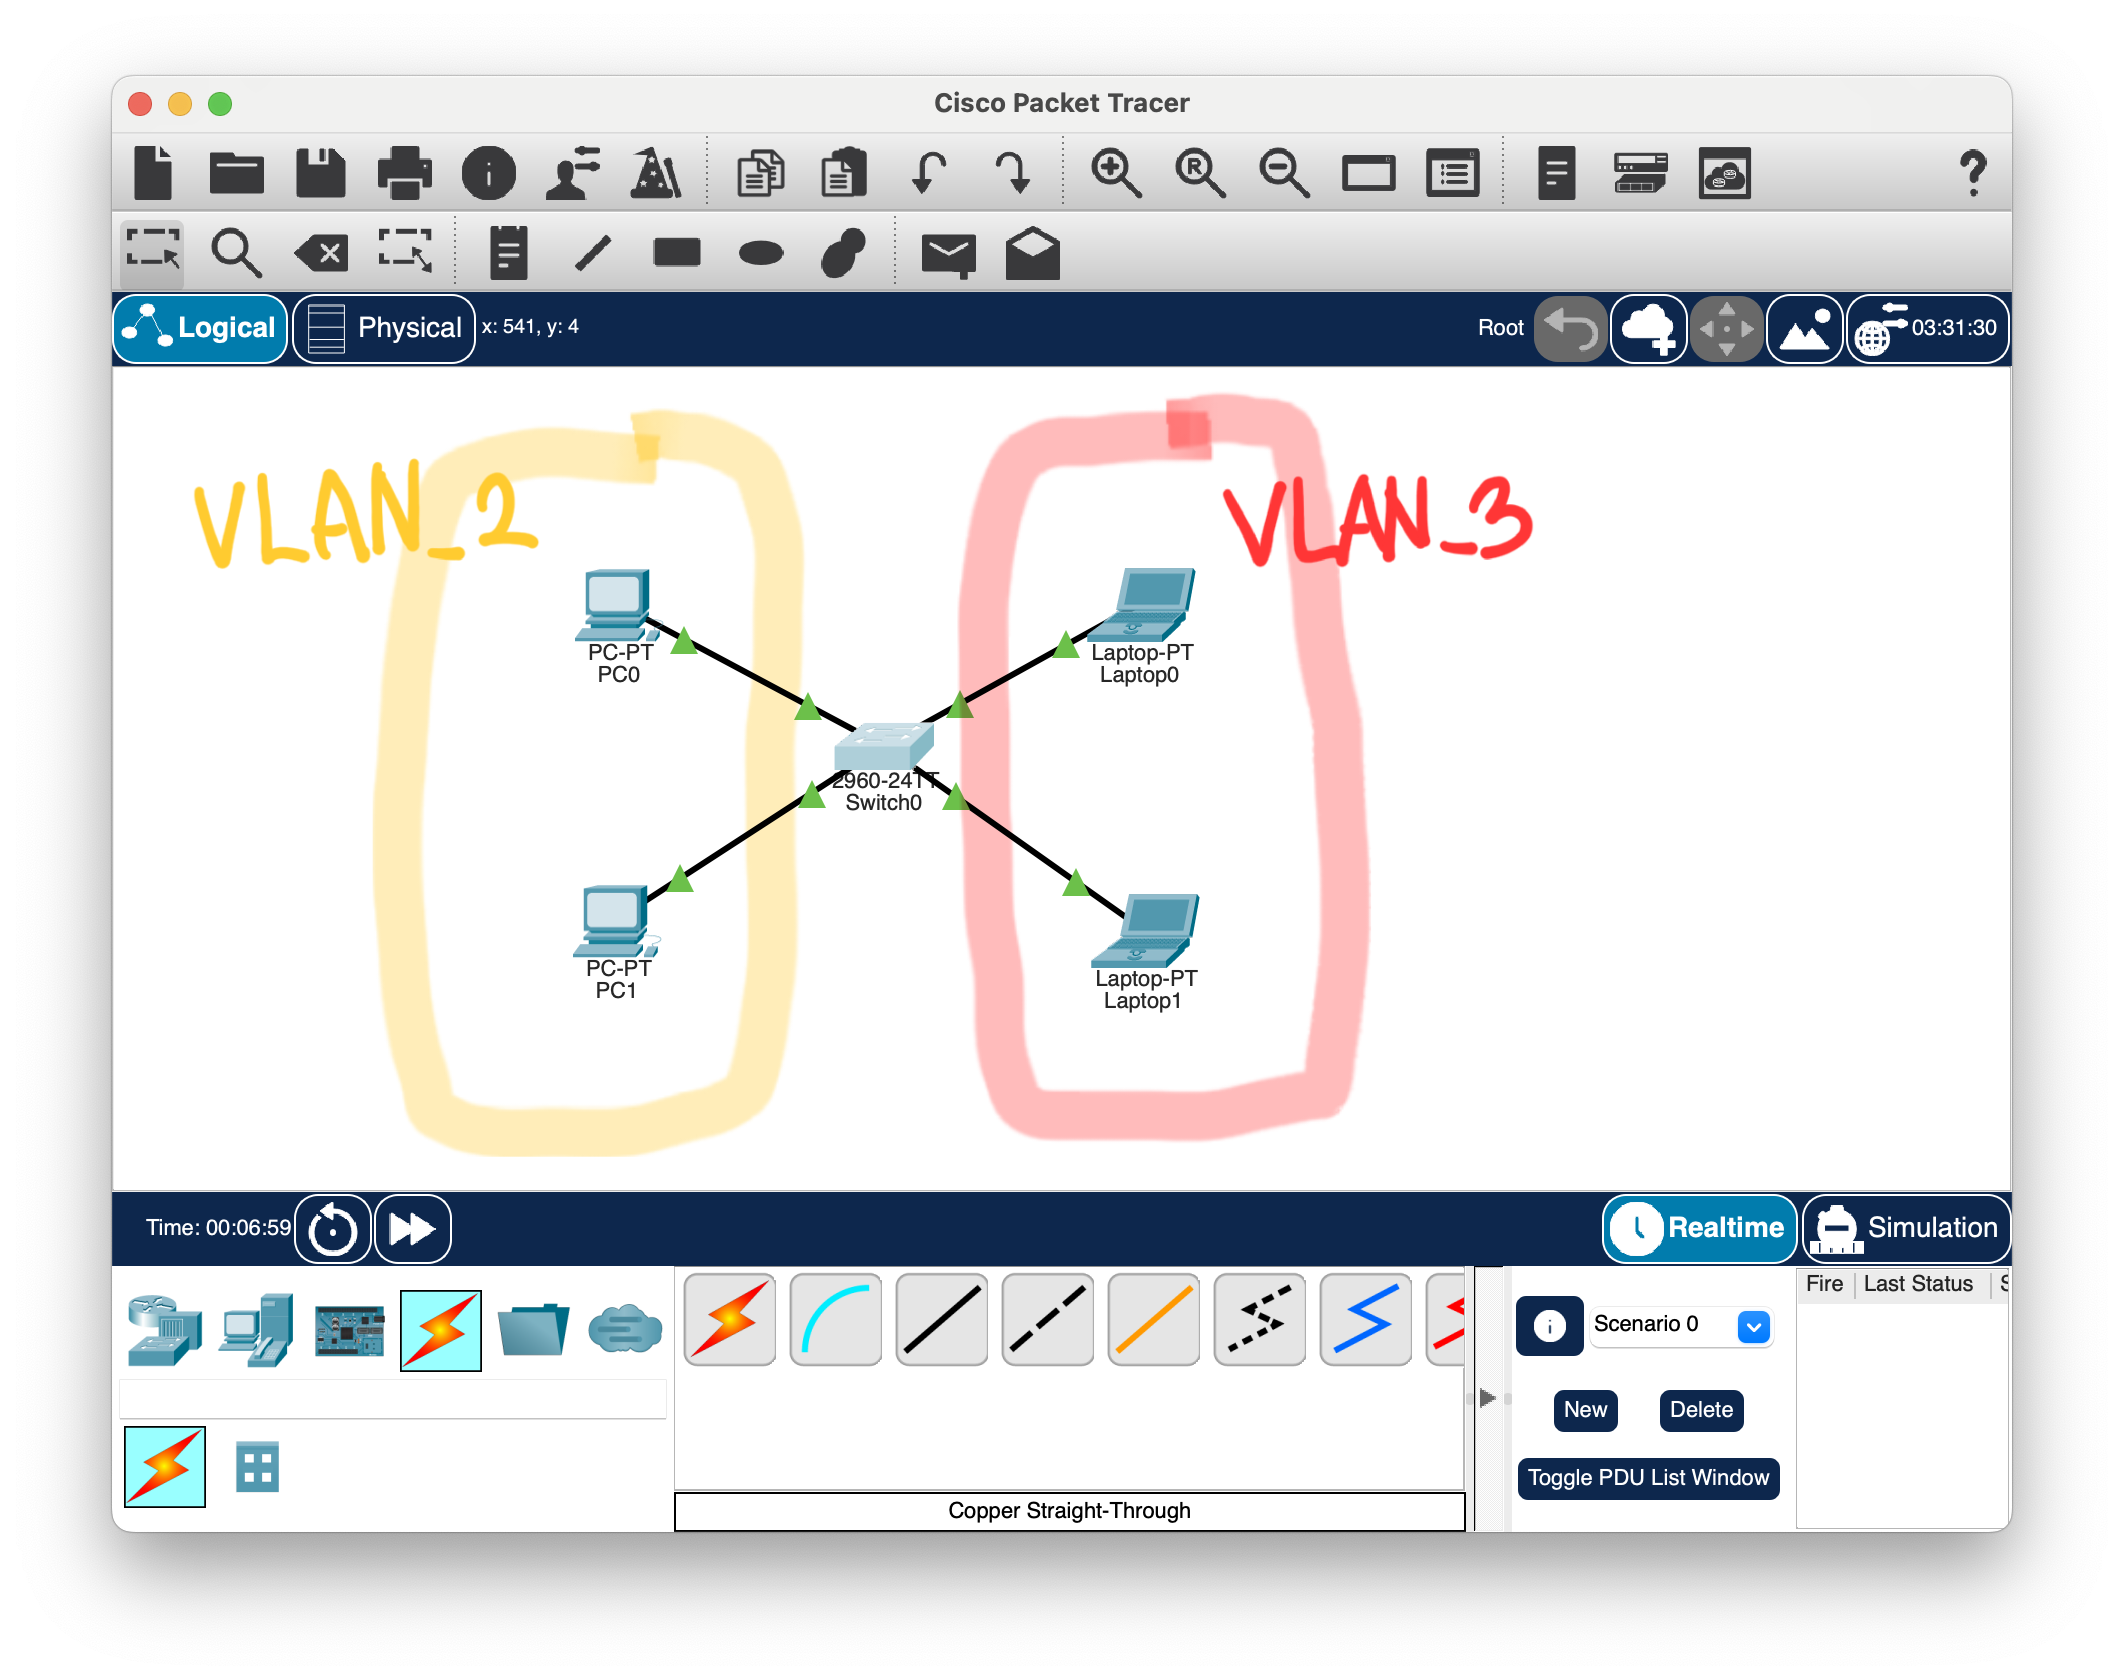 Cisco Packet Tracer
Logical
Physical
x: 541, y: 4
Root
03:31:30
VLAN_2
VLAN_3
PC-PT
PC0
Laptop-PT
Laptop0
2960-24TT
Switch0
PC-PT
PC1
Laptop-PT
Laptop1
Time: 00:06:59
Realtime
Simulation
Fire
Last Status
Scenario 0
New
Delete
Toggle PDU List Window
Copper Straight-Through